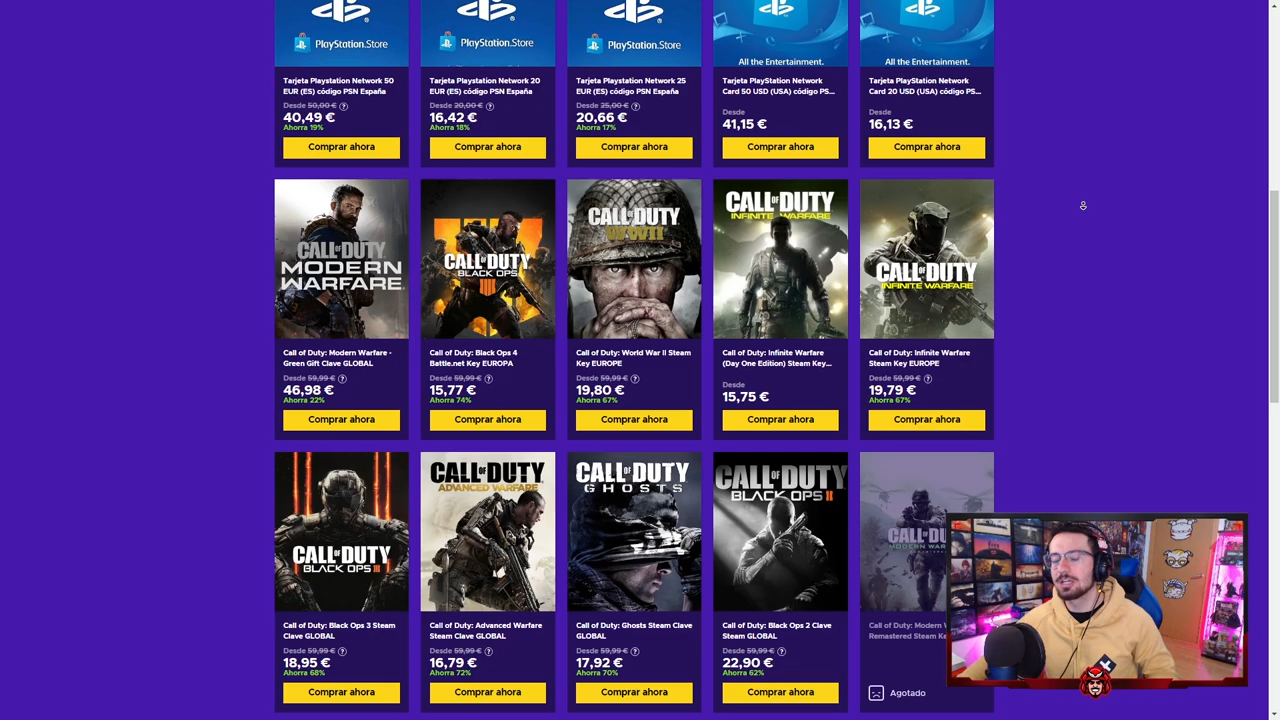 PlayStation.Store
PlayStation.Store
PlayStation.Store
All the Entertainment.
All the Entertainment.
Tarjeta Playstation Network 50
EUR (ES) código PSN España
Desde 50,00 € ?
40,49 €
Ahorra 19%
Comprar ahora
Tarjeta Playstation Network 20
EUR (ES) código PSN España
Desde 20,00 € ?
16,42 €
Ahorra 18%
Comprar ahora
Tarjeta Playstation Network 25
EUR (ES) código PSN España
Desde 25,00 € ?
20,66 €
Ahorra 17%
Comprar ahora
Tarjeta PlayStation Network
Card 50 USD (USA) código PS...
Desde
41,15 €
Comprar ahora
Tarjeta PlayStation Network
Card 20 USD (USA) código PS...
Desde
16,13 €
Comprar ahora
CALL OF DUTY
MODERN
WARFARE
Call of Duty: Modern Warfare -
Green Gift Clave GLOBAL
Desde 59,99 € ?
46,98 €
Ahorra 22%
Comprar ahora
CALL OF DUTY
BLACK OPS
IIII
Call of Duty: Black Ops 4
Battle.net Key EUROPA
Desde 59,99 € ?
15,77 €
Ahorra 74%
Comprar ahora
CALL OF DUTY
WWII
Call of Duty: World War II Steam
Key EUROPE
Desde 59,99 € ?
19,80 €
Ahorra 67%
Comprar ahora
CALL OF DUTY
INFINITE WARFARE
Call of Duty: Infinite Warfare
(Day One Edition) Steam Key...
Desde
15,75 €
Comprar ahora
CALL OF DUTY
INFINITE WARFARE
Call of Duty: Infinite Warfare
Steam Key EUROPE
Desde 59,99 € ?
19,79 €
Ahorra 67%
Comprar ahora
CALL OF DUTY
BLACK OPS III
Call of Duty: Black Ops 3 Steam
Clave GLOBAL
Desde 59,99 € ?
18,95 €
Ahorra 68%
Comprar ahora
CALL OF DUTY
ADVANCED WARFARE
Call of Duty: Advanced Warfare
Steam Clave GLOBAL
Desde 59,99 € ?
16,79 €
Ahorra 72%
Comprar ahora
CALL OF DUTY
GHOSTS
Call of Duty: Ghosts Steam Clave
GLOBAL
Desde 59,99 € ?
17,92 €
Ahorra 70%
Comprar ahora
CALL OF DUTY
BLACK OPS II
Call of Duty: Black Ops 2 Clave
Steam GLOBAL
Desde 59,99 € ?
22,90 €
Ahorra 62%
Comprar ahora
CALL OF DU
MODERN WAR
Call of Duty: Modern W
Remastered Steam Ke
Agotado